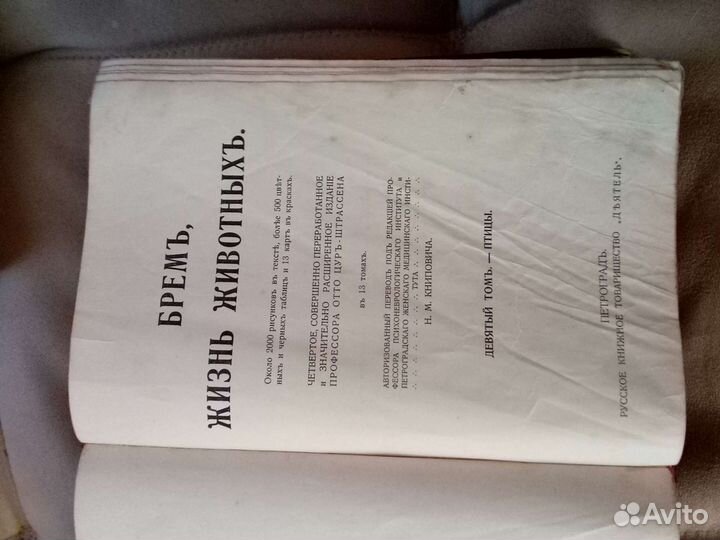 БРЕМЪ,
ЖИЗНЬ ЖИВОТНЫХЪ.
Около 2000 рисунковъ въ текстѣ, болѣе 500 цвѣт-
ныхъ и черныхъ таблицъ и 13 картъ въ краскахъ.
ЧЕТВЕРТОЕ, СОВЕРШЕННО ПЕРЕРАБОТАННОЕ
И ЗНАЧИТЕЛЬНО РАСШИРЕННОЕ ИЗДАНІЕ
ПРОФЕССОРА ОТТО ЦУРЪ-ШТРАССЕНА
въ 13 томахъ.
АВТОРИЗОВАННЫЙ ПЕРЕВОДЪ ПОДЪ РЕДАКЦІЕЙ ПРО-
ФЕССОРА ПСИХОНЕВРОЛОГИЧЕСКАГО ИНСТИТУТА и
ПЕТРОГРАДСКАГО ЖЕНСКАГО МЕДИЦИНСКАГО ИНСТИ-
∴ ∴ ∴ ∴ ∴ ∴ ∴ ТУТА ∴ ∴ ∴ ∴ ∴ ∴ ∴
Н. М. КНИПОВИЧА.
ДЕВЯТЫЙ ТОМЪ. — ПТИЦЫ.
ПЕТРОГРАДЪ.
РУССКОЕ КНИЖНОЕ ТОВАРИЩЕСТВО „ДѢЯТЕЛЬ".
Avito